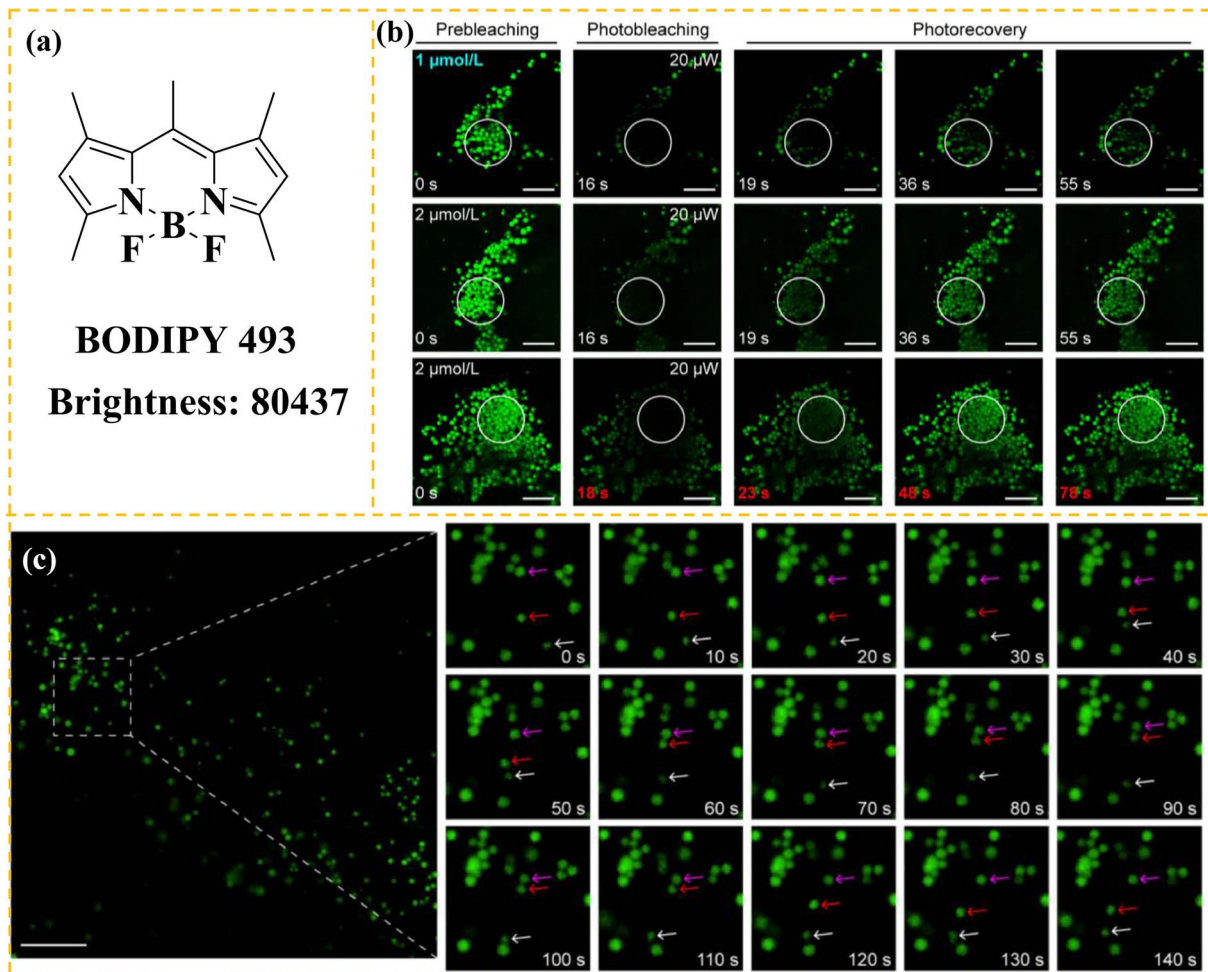 (a)
N
N
B
F
F
BODIPY 493
Brightness: 80437
(b)
Prebleaching
Photobleaching
Photorecovery
1 μmol/L
20 μW
0 s
16 s
19 s
36 s
55 s
2 μmol/L
20 μW
0 s
16 s
19 s
36 s
55 s
2 μmol/L
20 μW
0 s
18 s
23 s
48 s
78 s
(c)
0 s
10 s
20 s
30 s
40 s
50 s
60 s
70 s
80 s
90 s
100 s
110 s
120 s
130 s
140 s